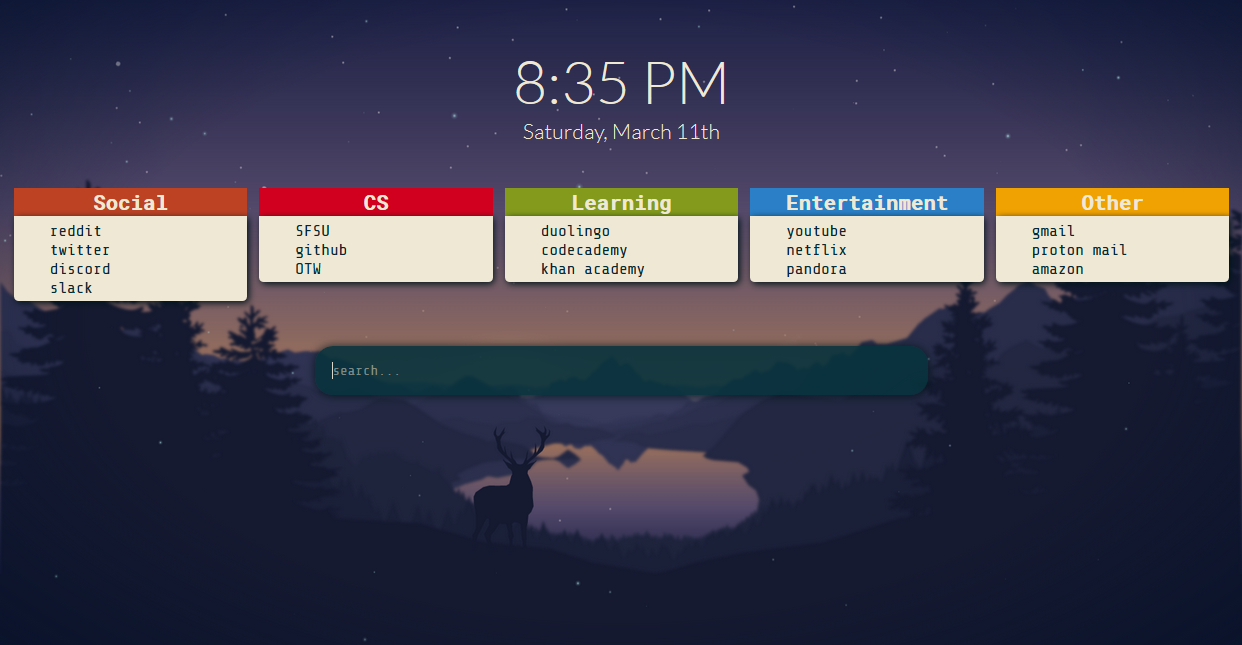 8:35 PM
Saturday, March 11th
Social
reddit
twitter
discord
slack
CS
SFSU
github
OTW
Learning
duolingo
codecademy
khan academy
Entertainment
youtube
netflix
pandora
Other
gmail
proton mail
amazon
search...